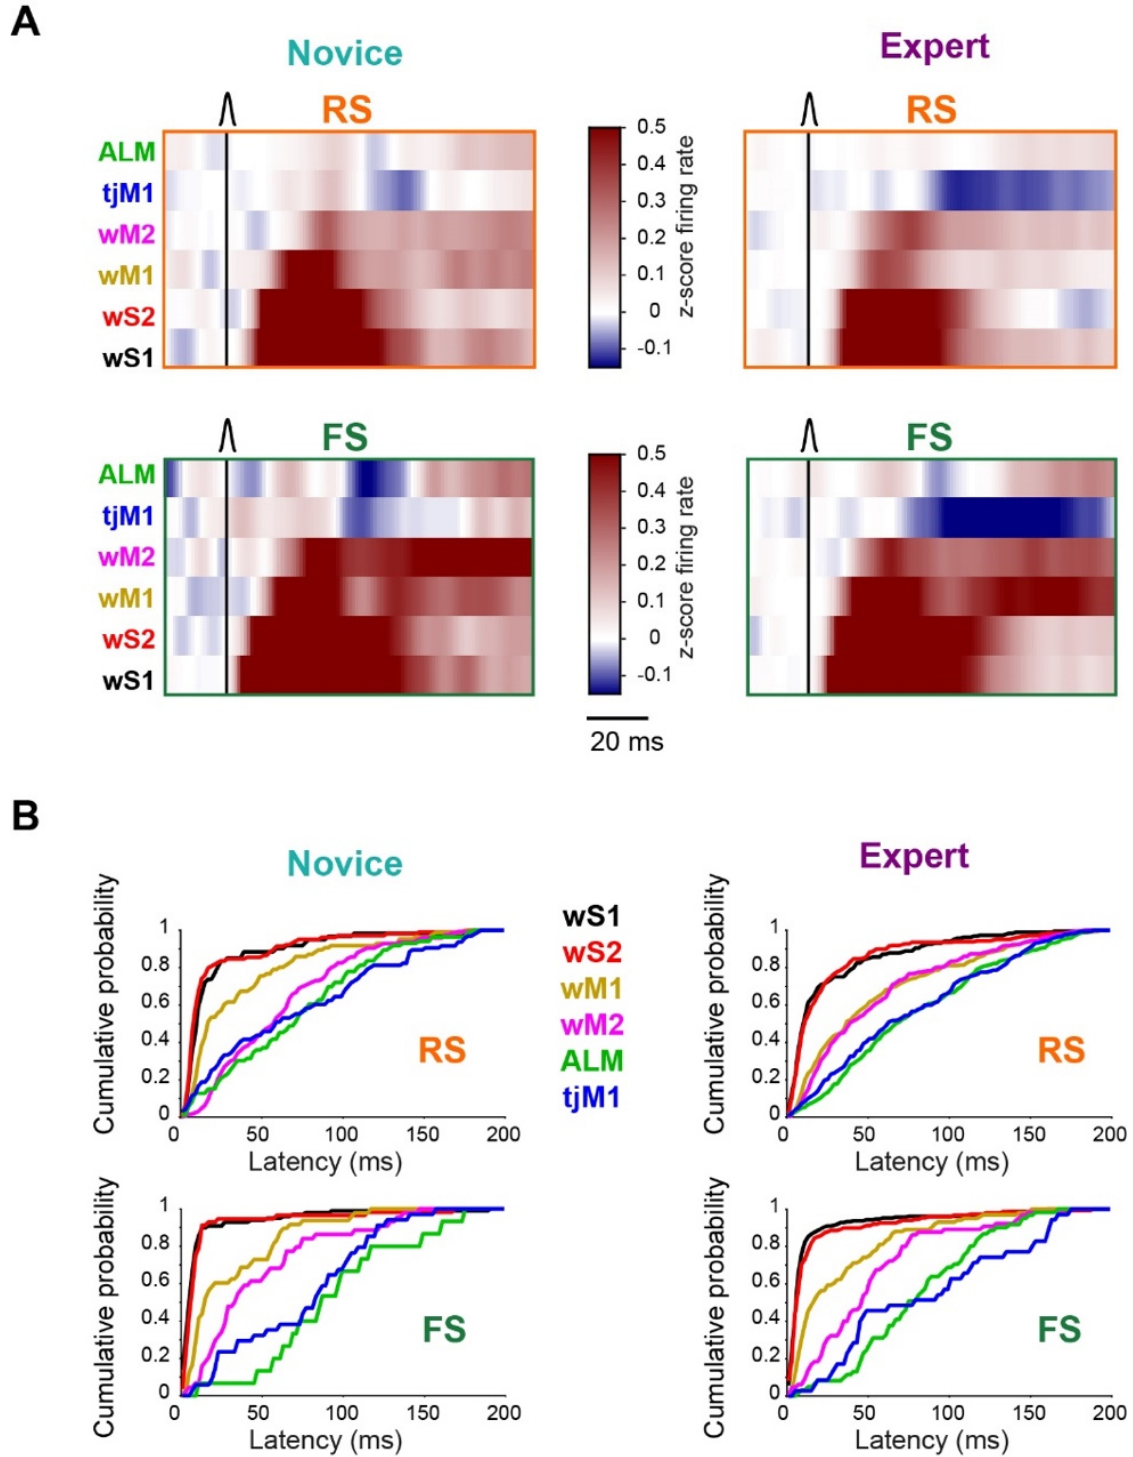 A
Novice
Expert
RS
RS
ALM
tjM1
wM2
wM1
wS2
wS1
0.5
0.4
0.3
0.2
0.1
0
-0.1
z-score firing rate
FS
FS
ALM
tjM1
wM2
wM1
wS2
wS1
0.5
0.4
0.3
0.2
0.1
0
-0.1
z-score firing rate
20 ms
B
Novice
Expert
Cumulative probability
1
0.8
0.6
0.4
0.2
0
RS
0 50 100 150 200
Latency (ms)
wS1
wS2
wM1
wM2
ALM
tjM1
Cumulative probability
1
0.8
0.6
0.4
0.2
0
RS
0 50 100 150 200
Latency (ms)
Cumulative probability
1
0.8
0.6
0.4
0.2
0
FS
0 50 100 150 200
Latency (ms)
Cumulative probability
1
0.8
0.6
0.4
0.2
0
FS
0 50 100 150 200
Latency (ms)